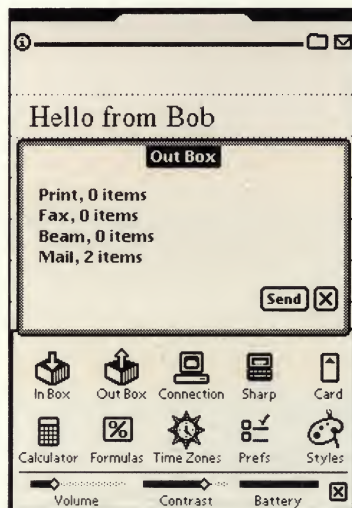 Hello from Bob
Out Box
Print, 0 items
Fax, 0 items
Beam, 0 items
Mail, 2 items
Send
In Box Out Box Connection Sharp Card
%
Calculator Formulas Time Zones Prefs Styles
Volume Contrast Battery